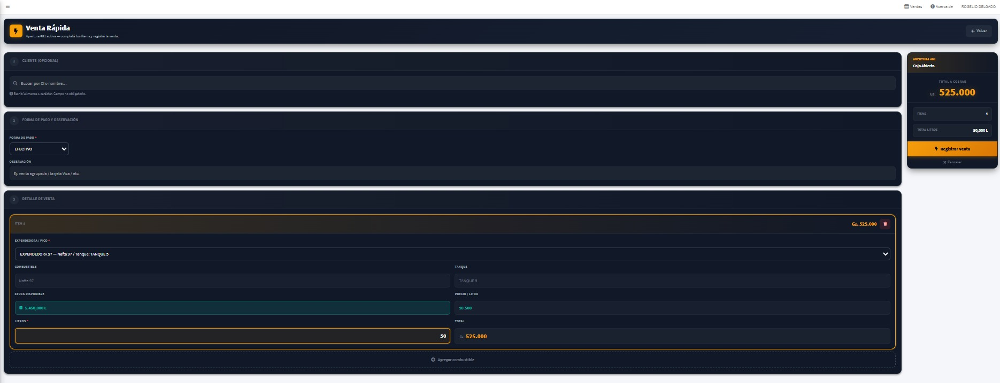 Ventas
Acerca de
ROGELIO DELGADO
Venta Rápida
Apertura #91 activa — completá los ítems y registrá la venta.
Volver
1
CLIENTE (OPCIONAL)
Buscar por CI o nombre...
Escribí al menos 1 carácter. Campo no obligatorio.
2
FORMA DE PAGO Y OBSERVACIÓN
FORMA DE PAGO *
EFECTIVO
OBSERVACIÓN
Ej: venta agrupada / tarjeta Visa / etc.
3
DETALLE DE VENTA
ÍTEM 1
Gs. 525.000
EXPENDEDORA / PICO *
EXPENDEDORA 97 — Nafta 97 / Tanque: TANQUE 5
COMBUSTIBLE
TANQUE
Nafta 97
TANQUE 5
STOCK DISPONIBLE
PRECIO / LITRO
5.450,000 L
10.500
LITROS *
TOTAL
50
Gs. 525.000
Agregar combustible
APERTURA #91
Caja Abierta
TOTAL A COBRAR
Gs. 525.000
ÍTEMS
1
TOTAL LITROS
50,000 L
Registrar Venta
Cancelar